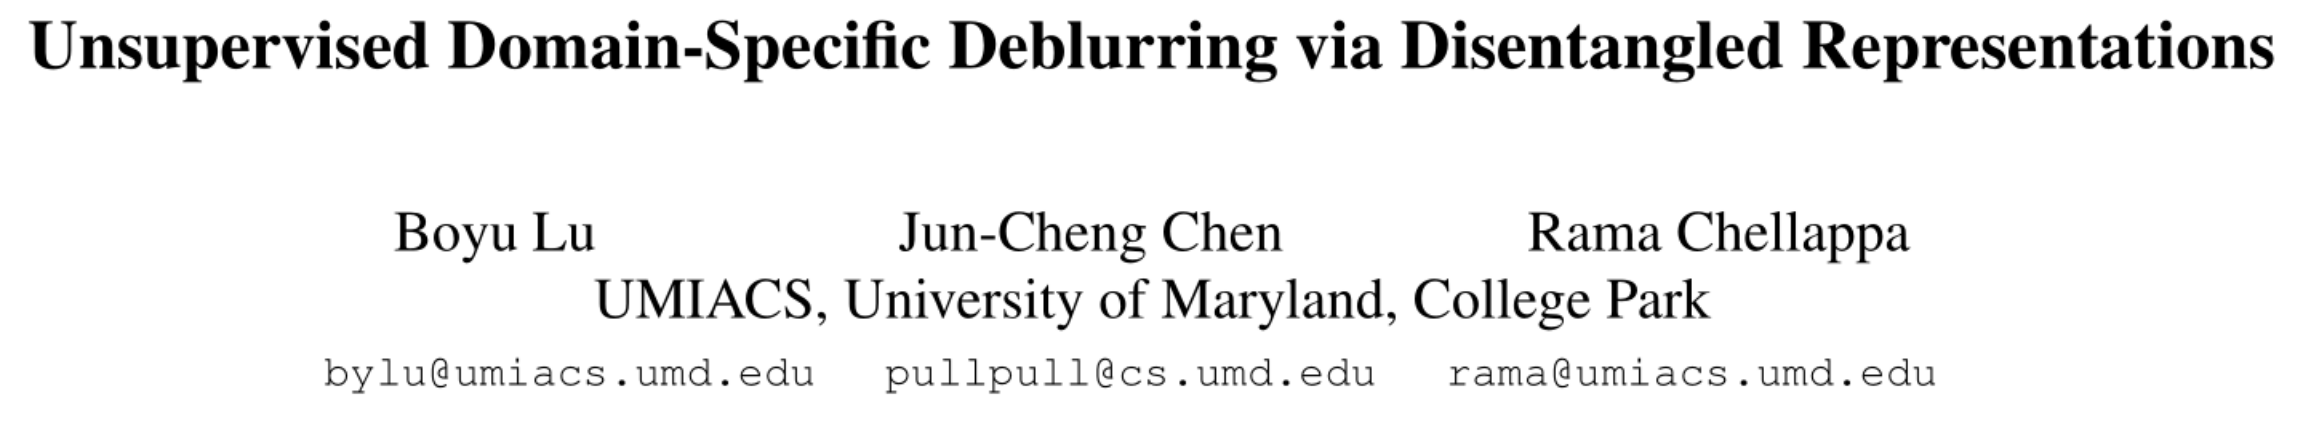 Unsupervised Domain-Specific Deblurring via Disentangled Representations
Boyu Lu Jun-Cheng Chen Rama Chellappa
UMIACS, University of Maryland, College Park
bylu@umiacs.umd.edu pullpull@cs.umd.edu rama@umiacs.umd.edu